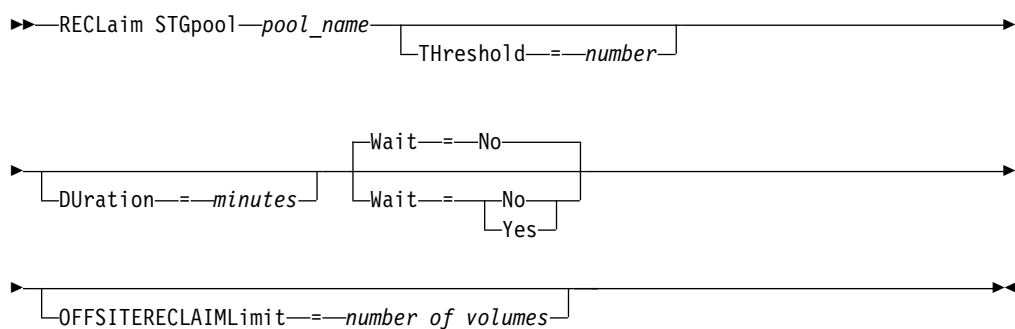 RECLaim STGpool pool_name
THreshold = number
Wait = No
DUration = minutes Wait = No
Yes
OFFSITERECLAIMLimit = number of volumes